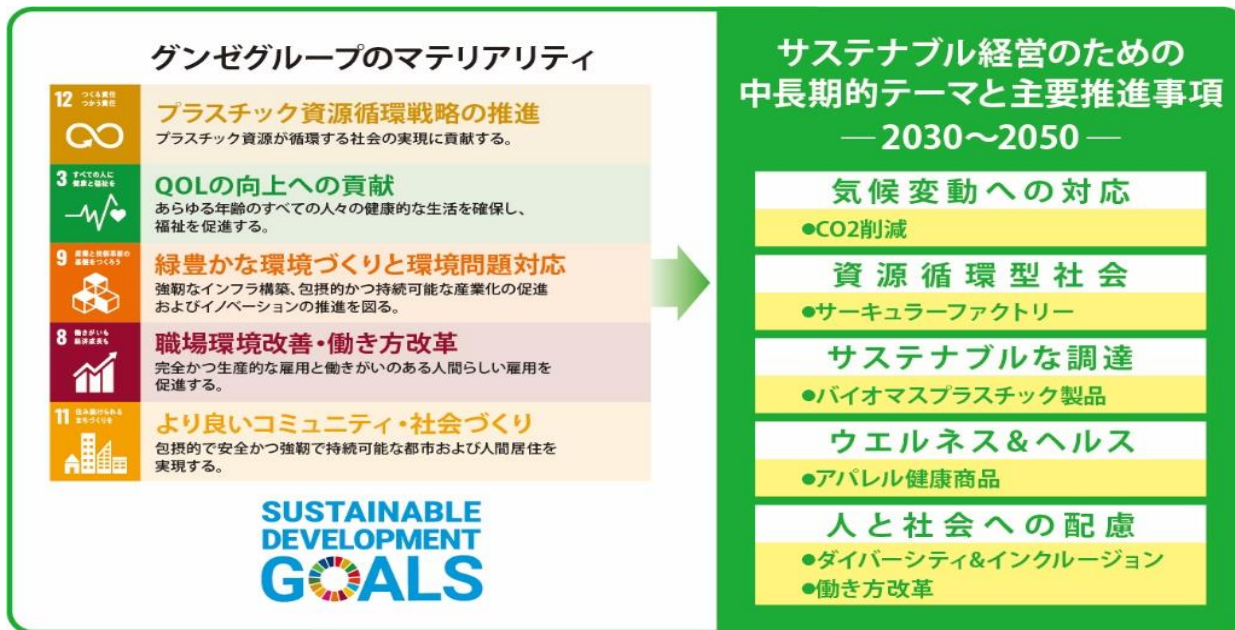 グンゼグループのマテリアリティ
12 つくる責任
つかう責任
プラスチック資源循環戦略の推進
プラスチック資源が循環する社会の実現に貢献する。
3 すべての人に
健康と福祉を
QOLの向上への貢献
あらゆる年齢のすべての人々の健康的な生活を確保し、
福祉を促進する。
9 産業と技術革新の
基盤をつくろう
緑豊かな環境づくりと環境問題対応
強靭なインフラ構築、包摂的かつ持続可能な産業化の促進
およびイノベーションの推進を図る。
8 働きがいも
経済成長も
職場環境改善・働き方改革
完全かつ生産的な雇用と働きがいのある人間らしい雇用を
促進する。
11 住み続けられる
まちづくりを
より良いコミュニティ・社会づくり
包摂的で安全かつ強靭で持続可能な都市および人間居住を
実現する。
SUSTAINABLE
DEVELOPMENT
GOALS
サステナブル経営のための
中長期的テーマと主要推進事項
―2030～2050―
気候変動への対応
●CO2削減
資源循環型社会
●サーキュラーファクトリー
サステナブルな調達
●バイオマスプラスチック製品
ウエルネス&ヘルス
●アパレル健康商品
人と社会への配慮
●ダイバーシティ&インクルージョン
●働き方改革